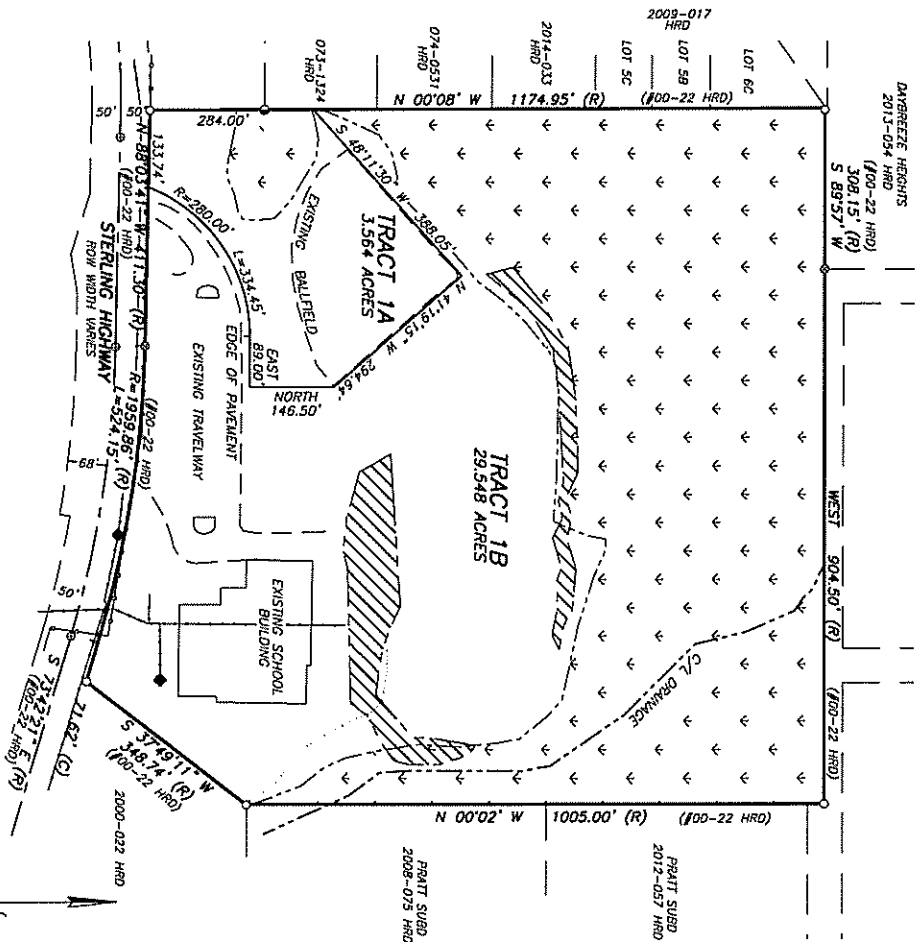 2009-017
HRD
DAYBREEZE HEIGHTS
2013-054 HRD
(#00-22 HRD)
308.15' (R)
S 89'57" W
LOT 6C
LOT 5B
LOT 5C
2014-033
HRD
074-0531
HRD
073-1324
HRD
N 00'08' W 1174.95' (R) (#00-22 HRD)
284.00'
50'
50'
133.74'
N-88'03'41"-W-411.30' (R)
(#00-22 HRD)
STERLING HIGHWAY
ROW WIDTH VARIES
R=280.00'
L=334.45'
S 48'11'30" W-388.05'
EXISTING BALLFIELD
TRACT 1A
3.564 ACRES
N 41'19'15" W
294.64'
EAST
89.00'
NORTH
146.50'
EDGE OF PAVEMENT
EXISTING TRAVELWAY
(#00-22 HRD)
R=1959.86' (R)
L=524.15' (R)
68'
50'
TRACT 1B
29.548 ACRES
WEST 904.50' (R) (#00-22 HRD)
C/L DRAINAGE
EXISTING SCHOOL
BUILDING
S 73'42'21" E (R)
(#00-22 HRD)
71.62' (C)
S 37'49'11" W
348.74' (R)
(#00-22 HRD)
2000-022 HRD
N 00'02' W 1005.00' (R) (#00-22 HRD)
PRATT SUBD
2008-075 HRD
PRATT SUBD
2012-057 HRD